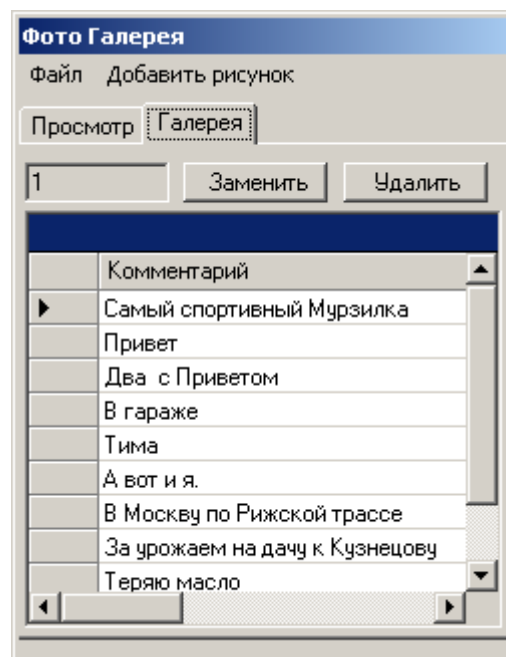 Фото Галерея
Файл Добавить рисунок
Просмотр Галерея
1 Заменить Удалить
Комментарий
Самый спортивный Мурзилка
Привет
Два с Приветом
В гараже
Тима
А вот и я.
В Москву по Рижской трассе
За урожаем на дачу к Кузнецову
Теряю масло